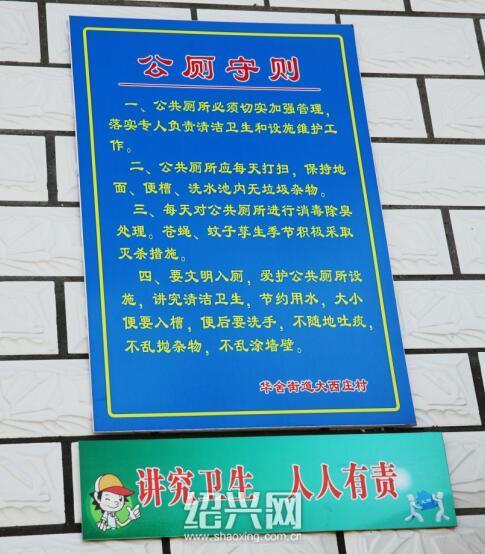 公厕守则
一、公共厕所必须切实加强管理，
落实专人负责清洁卫生和设施维护工
作。
二、公共厕所应每天打扫，保持地
面、便槽、洗水池内无垃圾杂物。
三、每天对公共厕所进行消毒除臭
处理。苍蝇、蚊子孳生季节积极采取
灭杀措施。
四、要文明入厕，爱护公共厕所设
施，讲究清洁卫生，节约用水，大小
便要入槽，便后要洗手，不随地吐痰，
不乱抛杂物，不乱涂墙壁。
华舍街道大西庄村
讲究卫生 人人有责
绍兴网
www.shaoxing.com.cn